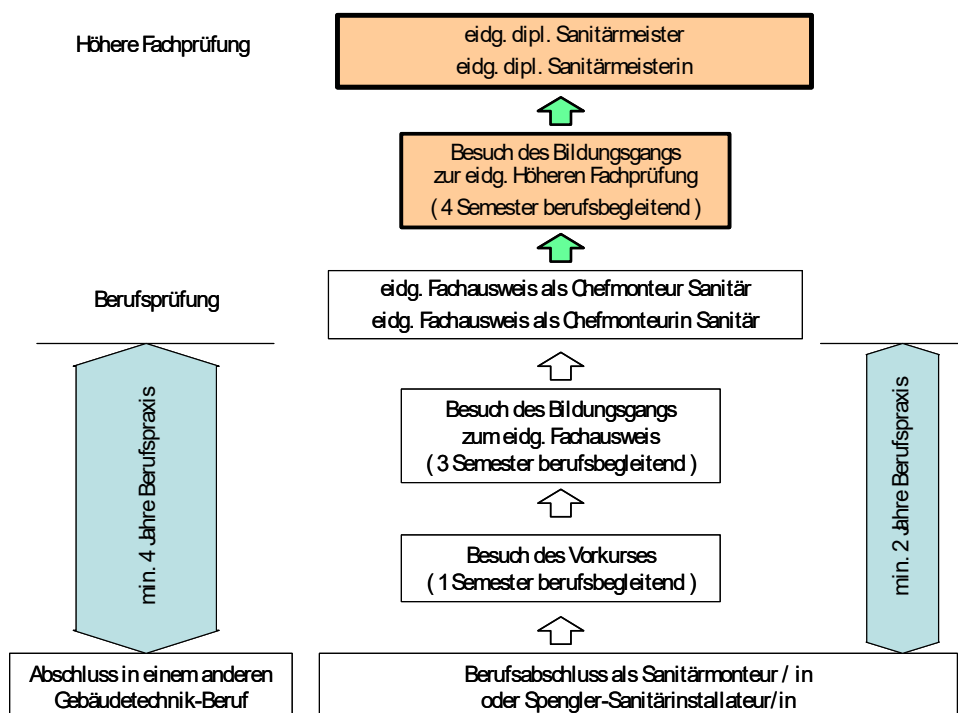 Höhere Fachprüfung
eidg. dipl. Sanitärmeister
eidg. dipl. Sanitärmeisterin
Besuch des Bildungsgangs
zur eidg. Höheren Fachprüfung
( 4 Semester berufsbegleitend )
Berufsprüfung
eidg. Fachausweis als Chefmonteur Sanitär
eidg. Fachausweis als Chefmonteurin Sanitär
min. 4 Jahre Berufspraxis
Besuch des Bildungsgangs
zum eidg. Fachausweis
( 3 Semester berufsbegleitend )
min. 2 Jahre Berufspraxis
Besuch des Vorkurses
( 1 Semester berufsbegleitend )
Abschluss in einem anderen
Gebäudetechnik-Beruf
Berufsabschluss als Sanitärmonteur / in
oder Spengler-Sanitärinstallateur/in